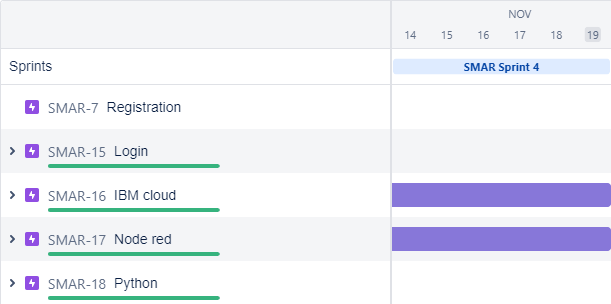 NOV
14 15 16 17 18 19
Sprints
SMAR Sprint 4
SMAR-7 Registration
SMAR-15 Login
SMAR-16 IBM cloud
SMAR-17 Node red
SMAR-18 Python